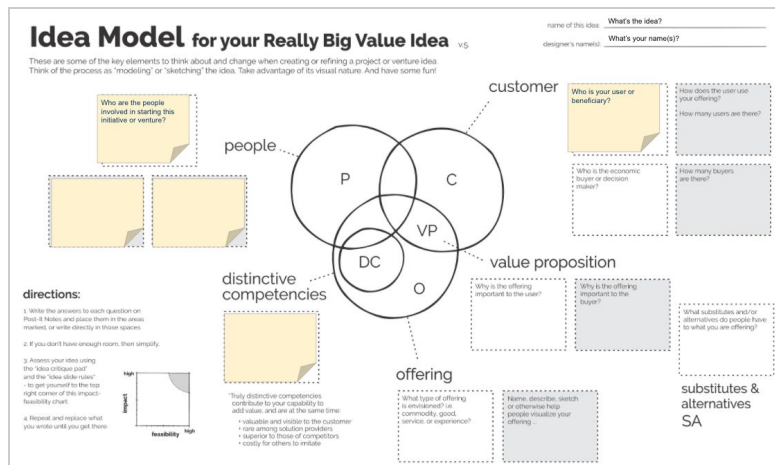 Idea Model for your Really Big Value Idea v.5
These are some of the key elements to think about and change when creating or refining a project or venture idea.
Think of the process as "modeling" or "sketching" the idea. Take advantage of its visual nature. And have some fun!
name of this idea: What's the idea?
designer's name(s): What's your name(s)?
Who are the people
involved in starting this
initiative or venture?
people
customer
Who is your user or
beneficiary?
How does the user use
your offering?
How many users are there?
Who is the economic
buyer or decision
maker?
How many buyers
are there?
P
C
VP
DC
O
value proposition
Why is the offering
important to the user?
Why is the offering
important to the
buyer?
What substitutes and/or
alternatives do people have
to what you are offering?
substitutes &
alternatives
SA
distinctive
competencies
*Truly distinctive competencies
contribute to your capability to
add value, and are at the same time:
• valuable and visible to the customer
• rare among solution providers
• superior to those of competitors
• costly for others to imitate
offering
What type of offering
is envisioned? i.e.
commodity, good,
service, or experience?
Name, describe, sketch
or otherwise help
people visualize your
offering ...
directions:
1. Write the answers to each question on
Post-it Notes and place them in the areas
marked, or write directly in those spaces
2. If you don't have enough room, then simplify.
3. Assess your idea using
the "idea critique pad"
and the "idea slide rules"
- to get yourself to the top
right corner of this impact-
feasibility chart.
4. Repeat and replace what
you wrote until you get there
high
impact
feasibility
high